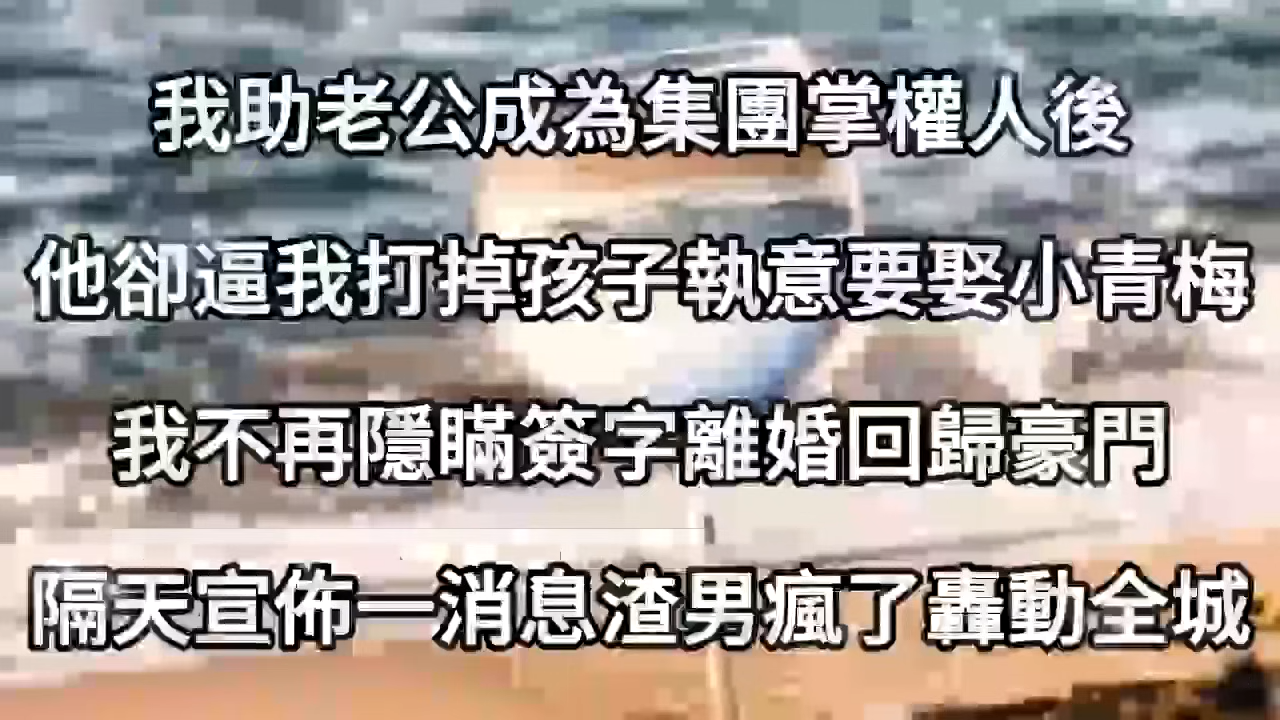 我助老公成為集團掌權人後
他卻逼我打掉孩子執意要娶小青梅
我不再隱瞞簽字離婚回歸豪門
隔天宣佈一消息渣男瘋了轟動全城